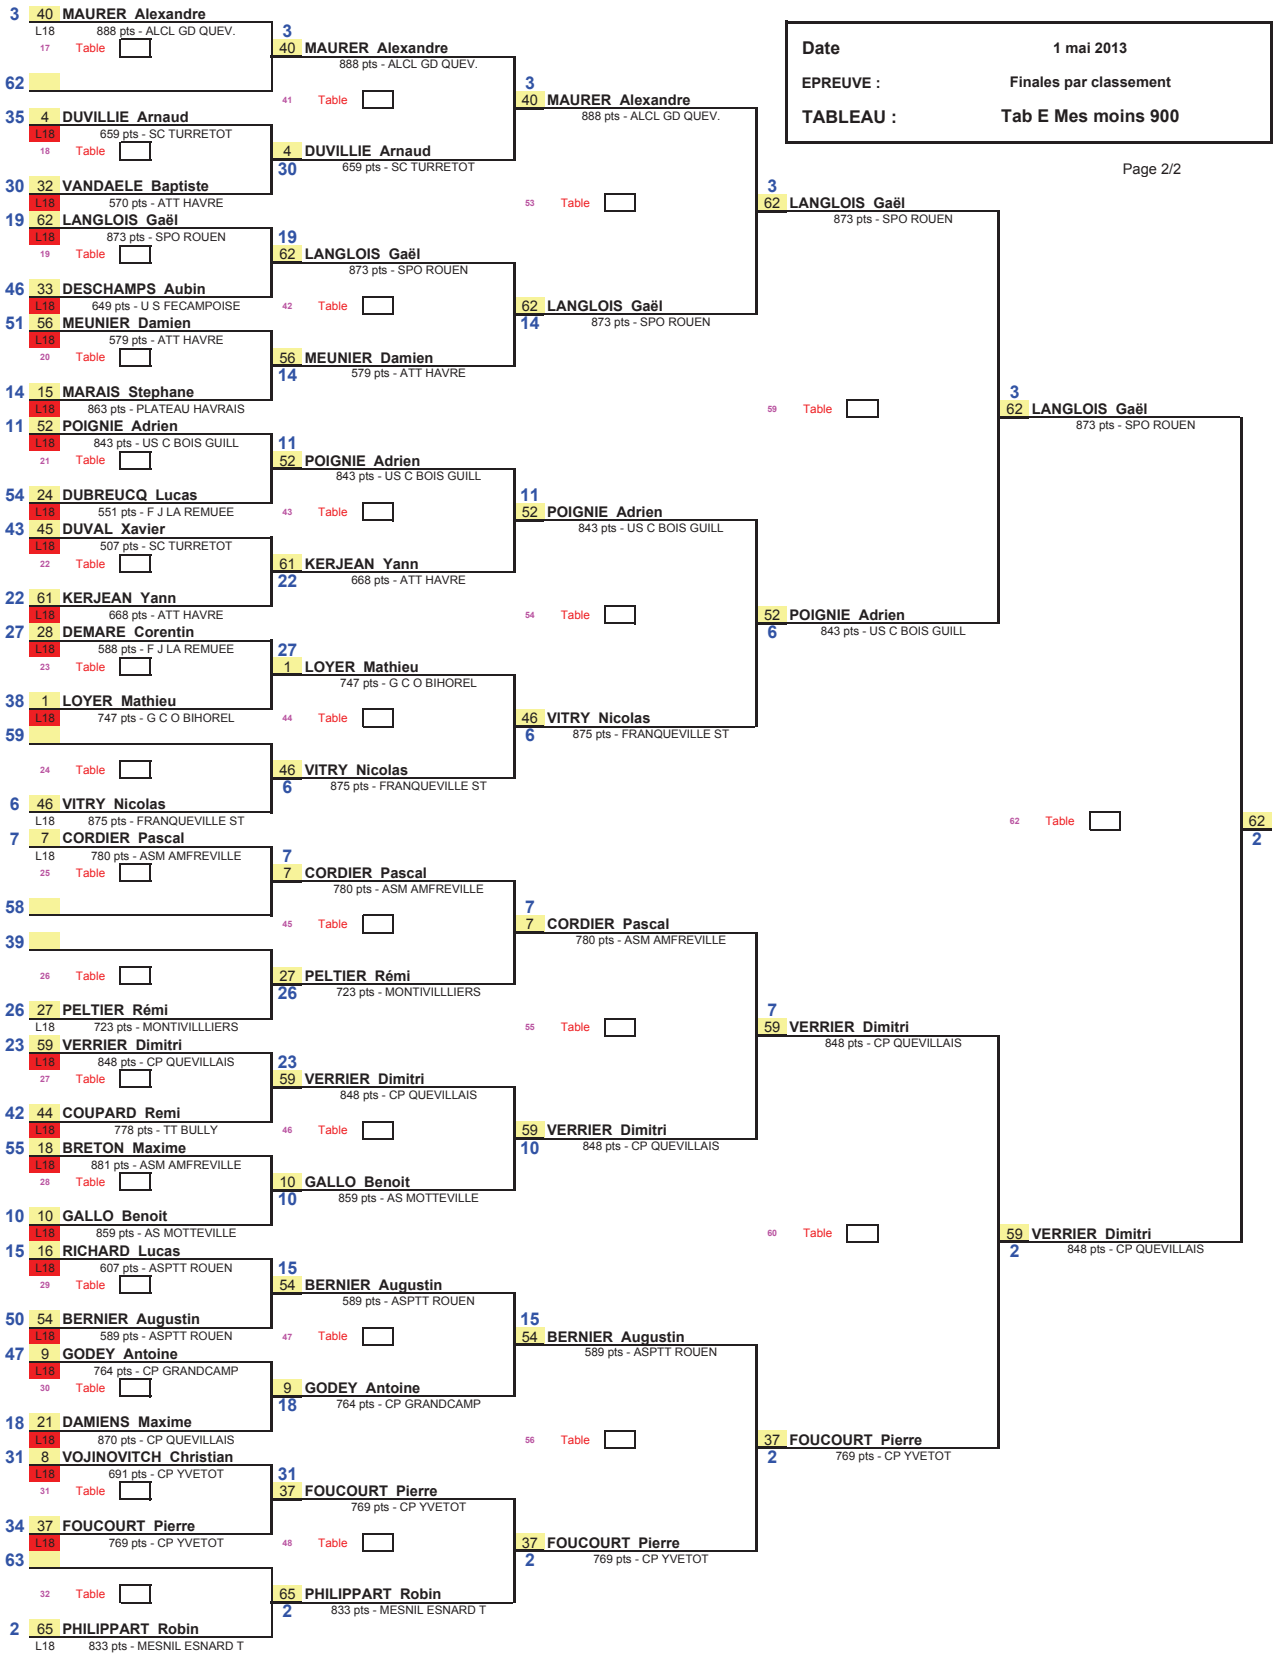 Date 1 mai 2013
EPREUVE : Finales par classement
TABLEAU : Tab E Mes moins 900
Page 2/2
3 40 MAURER Alexandre
L18 888 pts - ALCL GD QUEV.
17 Table
62
35 4 DUVILLIE Arnaud
L18 659 pts - SC TURRETOT
18 Table
30 32 VANDAELE Baptiste
L18 570 pts - ATT HAVRE
19 62 LANGLOIS Gaël
L18 873 pts - SPO ROUEN
19 Table
46 33 DESCHAMPS Aubin
L18 649 pts - U S FECAMPOISE
51 56 MEUNIER Damien
L18 579 pts - ATT HAVRE
20 Table
14 15 MARAIS Stephane
L18 863 pts - PLATEAU HAVRAIS
11 52 POIGNIE Adrien
L18 843 pts - US C BOIS GUILL
21 Table
54 24 DUBREUCQ Lucas
L18 551 pts - F J LA REMUEE
43 45 DUVAL Xavier
L18 507 pts - SC TURRETOT
22 Table
22 61 KERJEAN Yann
L18 668 pts - ATT HAVRE
27 28 DEMARE Corentin
L18 588 pts - F J LA REMUEE
23 Table
38 1 LOYER Mathieu
L18 747 pts - G C O BIHOREL
59
24 Table
6 46 VITRY Nicolas
L18 875 pts - FRANQUEVILLE ST
7 7 CORDIER Pascal
L18 780 pts - ASM AMFREVILLE
25 Table
58
39
26 Table
26 27 PELTIER Rémi
L18 723 pts - MONTIVILLLIERS
23 59 VERRIER Dimitri
L18 848 pts - CP QUEVILLAIS
27 Table
42 44 COUPARD Remi
L18 778 pts - TT BULLY
55 18 BRETON Maxime
L18 881 pts - ASM AMFREVILLE
28 Table
10 10 GALLO Benoit
L18 859 pts - AS MOTTEVILLE
15 16 RICHARD Lucas
L18 607 pts - ASPTT ROUEN
29 Table
50 54 BERNIER Augustin
L18 589 pts - ASPTT ROUEN
47 9 GODEY Antoine
L18 764 pts - CP GRANDCAMP
30 Table
18 21 DAMIENS Maxime
L18 870 pts - CP QUEVILLAIS
31 8 VOJINOVITCH Christian
L18 691 pts - CP YVETOT
31 Table
34 37 FOUCOURT Pierre
L18 769 pts - CP YVETOT
63
32 Table
2 65 PHILIPPART Robin
L18 833 pts - MESNIL ESNARD T
3
40 MAURER Alexandre
888 pts - ALCL GD QUEV.
41 Table
4 DUVILLIE Arnaud
30 659 pts - SC TURRETOT
19
62 LANGLOIS Gaël
873 pts - SPO ROUEN
42 Table
56 MEUNIER Damien
14 579 pts - ATT HAVRE
11
52 POIGNIE Adrien
843 pts - US C BOIS GUILL
43 Table
61 KERJEAN Yann
22 668 pts - ATT HAVRE
27
1 LOYER Mathieu
747 pts - G C O BIHOREL
44 Table
46 VITRY Nicolas
6 875 pts - FRANQUEVILLE ST
7
7 CORDIER Pascal
780 pts - ASM AMFREVILLE
45 Table
27 PELTIER Rémi
26 723 pts - MONTIVILLLIERS
23
59 VERRIER Dimitri
848 pts - CP QUEVILLAIS
46 Table
10 GALLO Benoit
10 859 pts - AS MOTTEVILLE
15
54 BERNIER Augustin
589 pts - ASPTT ROUEN
47 Table
9 GODEY Antoine
18 764 pts - CP GRANDCAMP
31
37 FOUCOURT Pierre
769 pts - CP YVETOT
48 Table
65 PHILIPPART Robin
2 833 pts - MESNIL ESNARD T
3
40 MAURER Alexandre
888 pts - ALCL GD QUEV.
53 Table
62 LANGLOIS Gaël
14 873 pts - SPO ROUEN
11
52 POIGNIE Adrien
843 pts - US C BOIS GUILL
54 Table
46 VITRY Nicolas
6 875 pts - FRANQUEVILLE ST
7
7 CORDIER Pascal
780 pts - ASM AMFREVILLE
55 Table
59 VERRIER Dimitri
10 848 pts - CP QUEVILLAIS
15
54 BERNIER Augustin
589 pts - ASPTT ROUEN
56 Table
37 FOUCOURT Pierre
2 769 pts - CP YVETOT
3
62 LANGLOIS Gaël
873 pts - SPO ROUEN
59 Table
52 POIGNIE Adrien
6 843 pts - US C BOIS GUILL
7
59 VERRIER Dimitri
848 pts - CP QUEVILLAIS
60 Table
37 FOUCOURT Pierre
2 769 pts - CP YVETOT
3
62 LANGLOIS Gaël
873 pts - SPO ROUEN
62 Table
59 VERRIER Dimitri
2 848 pts - CP QUEVILLAIS
62
2